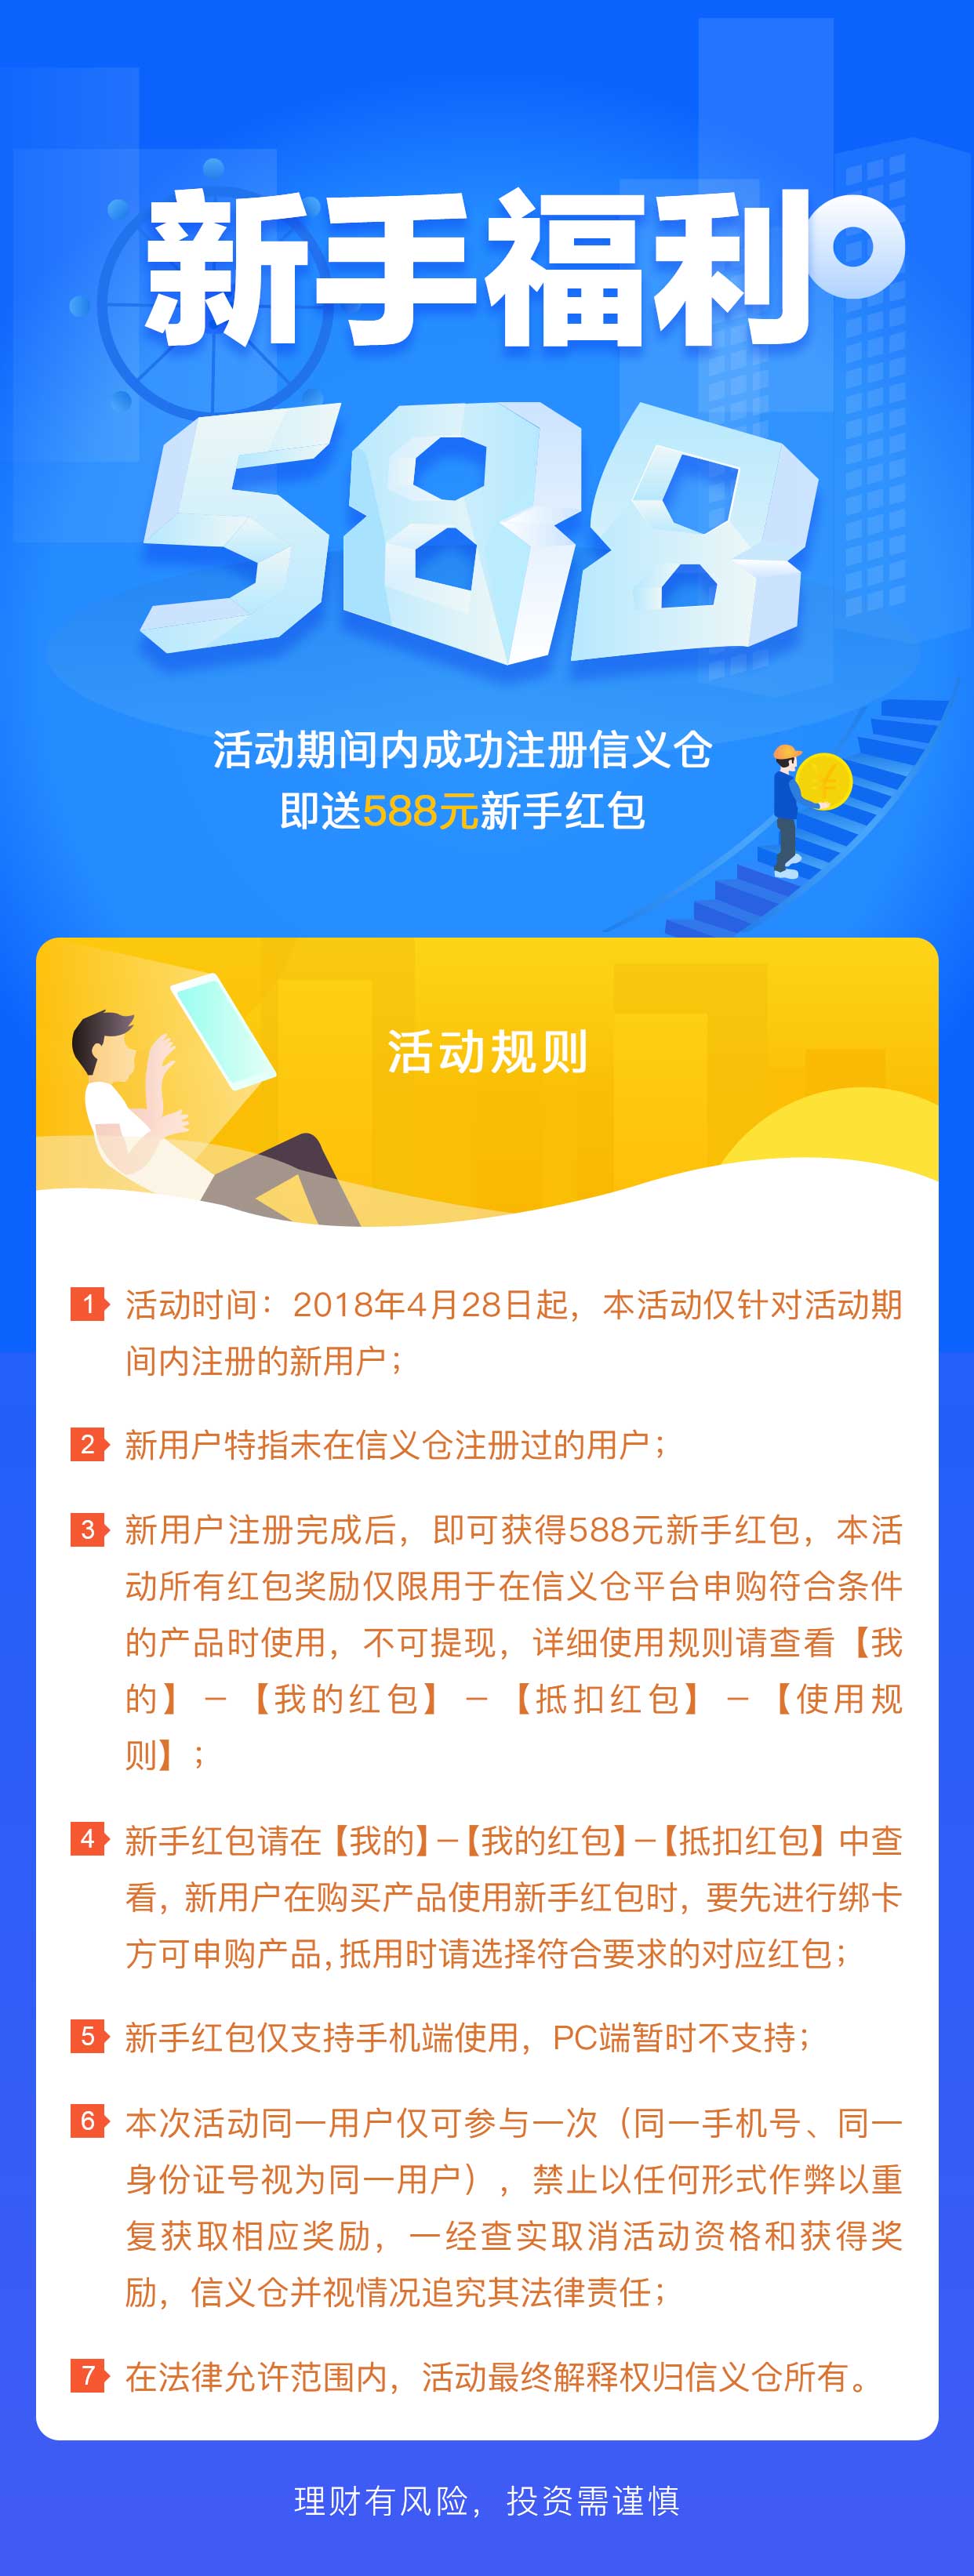 新手福利
588
活动期间内成功注册信义仓
即送588元新手红包
活动规则
1 活动时间：2018年4月28日起，本活动仅针对活动期
间内注册的新用户；
2 新用户特指未在信义仓注册过的用户；
3 新用户注册完成后，即可获得588元新手红包，本活
动所有红包奖励仅限用于在信义仓平台申购符合条件
的产品时使用，不可提现，详细使用规则请查看【我
的】－【我的红包】－【抵扣红包】－【使用规
则】；
4 新手红包请在【我的】－【我的红包】－【抵扣红包】中查
看，新用户在购买产品使用新手红包时，要先进行绑卡
方可申购产品，抵用时请选择符合要求的对应红包；
5 新手红包仅支持手机端使用，PC端暂时不支持；
6 本次活动同一用户仅可参与一次（同一手机号、同一
身份证号视为同一用户），禁止以任何形式作弊以重
复获取相应奖励，一经查实取消活动资格和获得奖
励，信义仓并视情况追究其法律责任；
7 在法律允许范围内，活动最终解释权归信义仓所有。
理财有风险，投资需谨慎